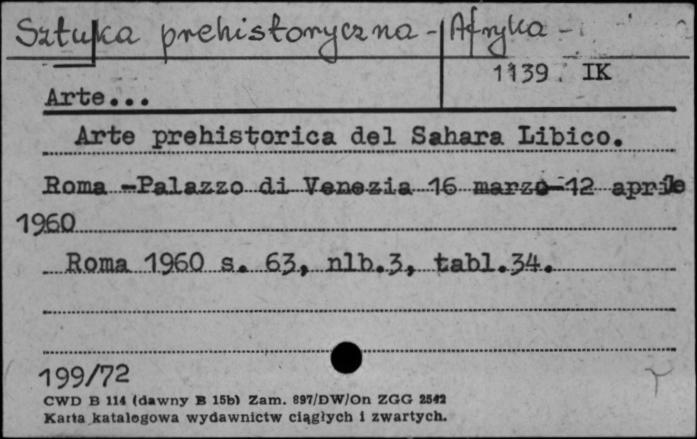 Sztuka prehistoryczna - Afryka -
1139 IK
Arte...
Arte prehistorica del Sahara Libico.
Roma -Palazzo di Venezia 16 marzo-12 aprile
1960
Roma 1960 s. 63, nlb.3, tabl.34.
199/72
CWD B 114 (dawny B 15b) Zam. 897/DW/On ZGG 2542
Karta katalogowa wydawnictw ciągłych i zwartych.